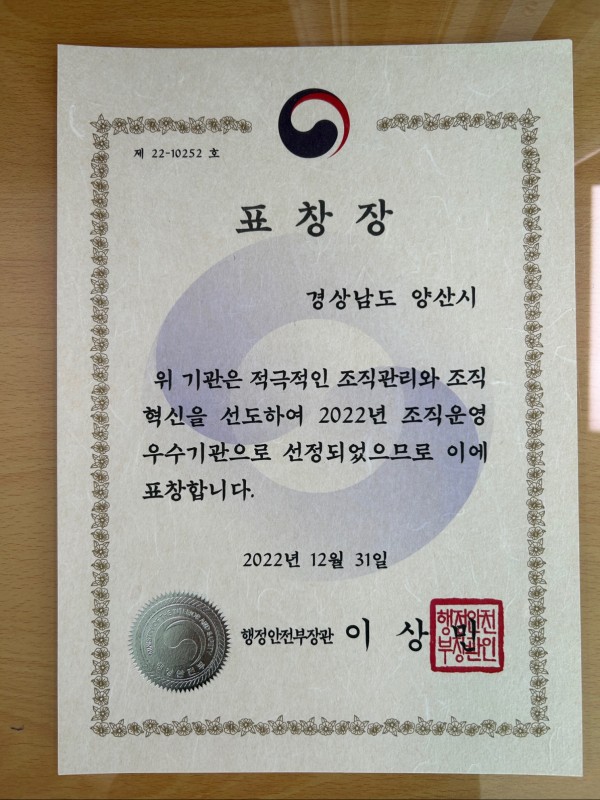 제 22-10252 호
표 창 장
경상남도 양산시
위 기관은 적극적인 조직관리와 조직
혁신을 선도하여 2022년 조직운영
우수기관으로 선정되었으므로 이에
표창합니다.
2022년 12월 31일
행정안전부장관 이 상 민
행정안전
부장관인